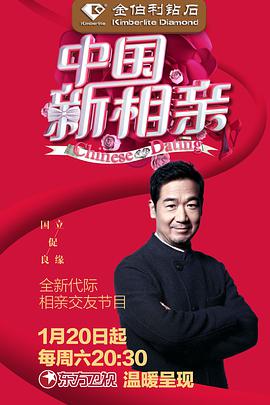 金伯利钻石
Kimberlite Diamond
中国
新相亲
Chinese Dating
国立促良缘
全新代际
相亲交友节目
1月20日起
每周六20:30
东方卫视 温暖呈现